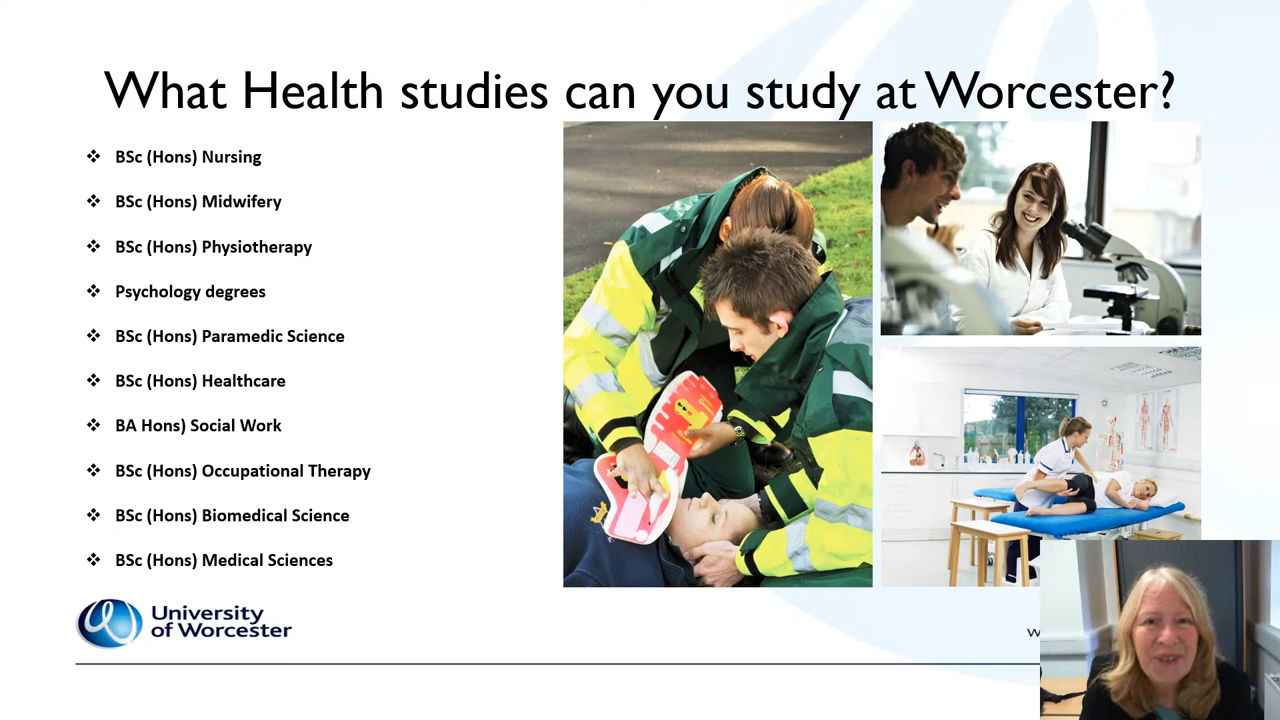 What Health studies can you study at Worcester?
BSc (Hons) Nursing
BSc (Hons) Midwifery
BSc (Hons) Physiotherapy
Psychology degrees
BSc (Hons) Paramedic Science
BSc (Hons) Healthcare
BA Hons) Social Work
BSc (Hons) Occupational Therapy
BSc (Hons) Biomedical Science
BSc (Hons) Medical Sciences
University
of Worcester